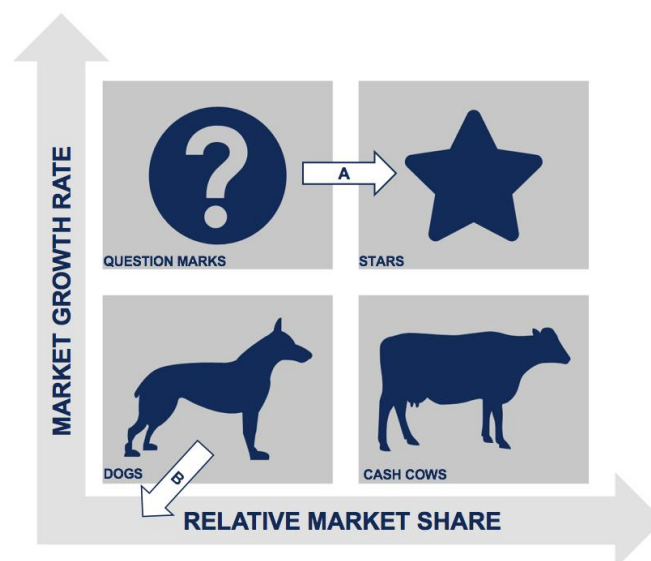 MARKET GROWTH RATE
?
A
QUESTION MARKS
STARS
DOGS
B
CASH COWS
RELATIVE MARKET SHARE